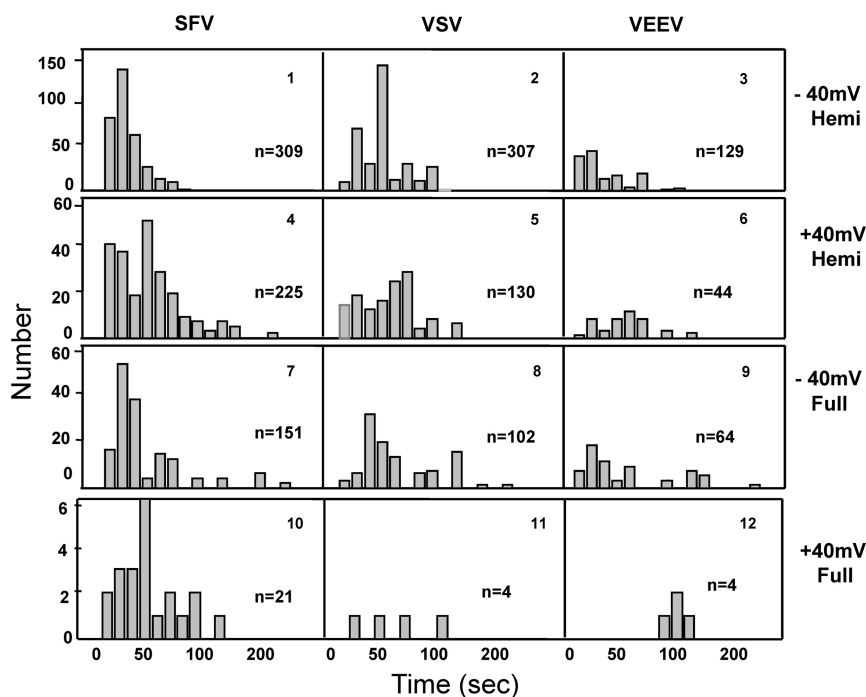 SFV VSV VEEV
150
100
50
0
1
n=309
2
n=307
3
n=129
- 40mV
Hemi
60
40
20
0
4
n=225
5
n=130
6
n=44
+40mV
Hemi
60
40
20
0
7
n=151
8
n=102
9
n=64
- 40mV
Full
6
4
2
0
10
n=21
11
n=4
12
n=4
+40mV
Full
Number
0 50 100 200 0 50 100 200 0 50 100 200
Time (sec)